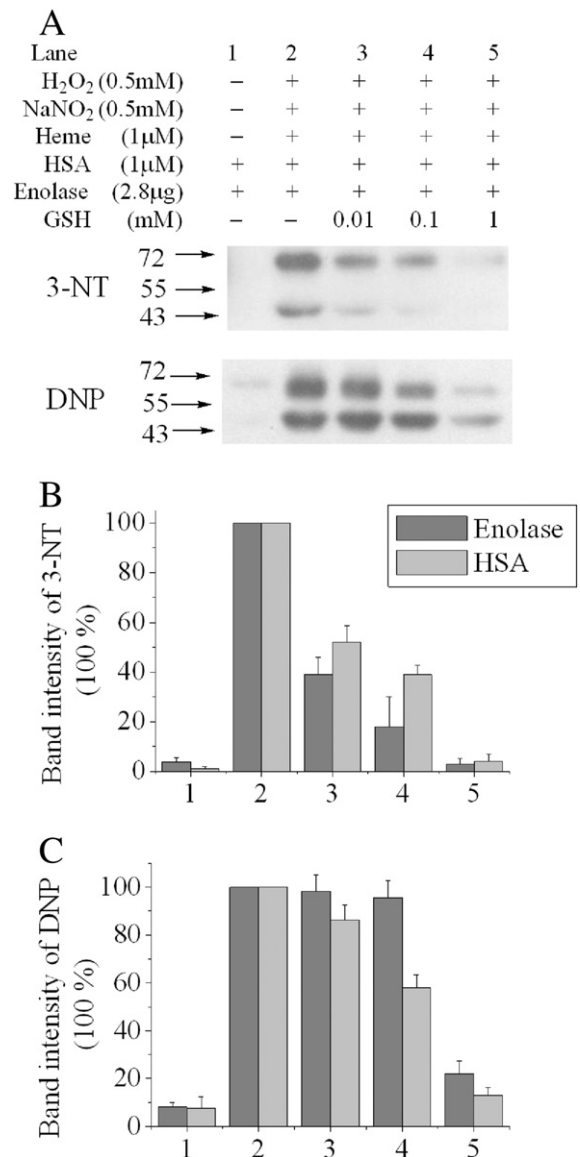 A
Lane 1 2 3 4 5
H₂O₂ (0.5mM) – + + + +
NaNO₂ (0.5mM) – + + + +
Heme (1μM) – + + + +
HSA (1μM) + + + + +
Enolase (2.8μg) + + + + +
GSH (mM) – – 0.01 0.1 1
3-NT
72
55
43
DNP
72
55
43
B
Band intensity of 3-NT
(100 %)
100
80
60
40
20
0
1 2 3 4 5
Enolase
HSA
C
Band intensity of DNP
(100 %)
100
80
60
40
20
0
1 2 3 4 5